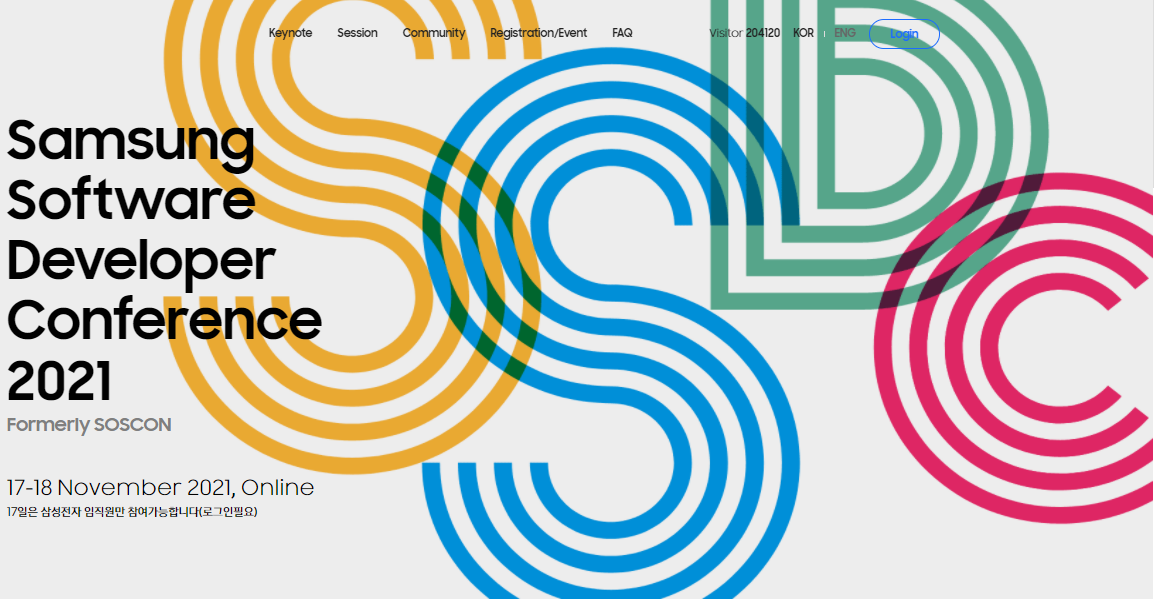 Keynote Session Community Registration/Event FAQ Visitor 204120 KOR | ENG Login
Samsung
Software
Developer
Conference
2021
Formerly SOSCON
17-18 November 2021, Online
17일은 삼성전자 임직원만 참여가능합니다(로그인필요)
S S D C